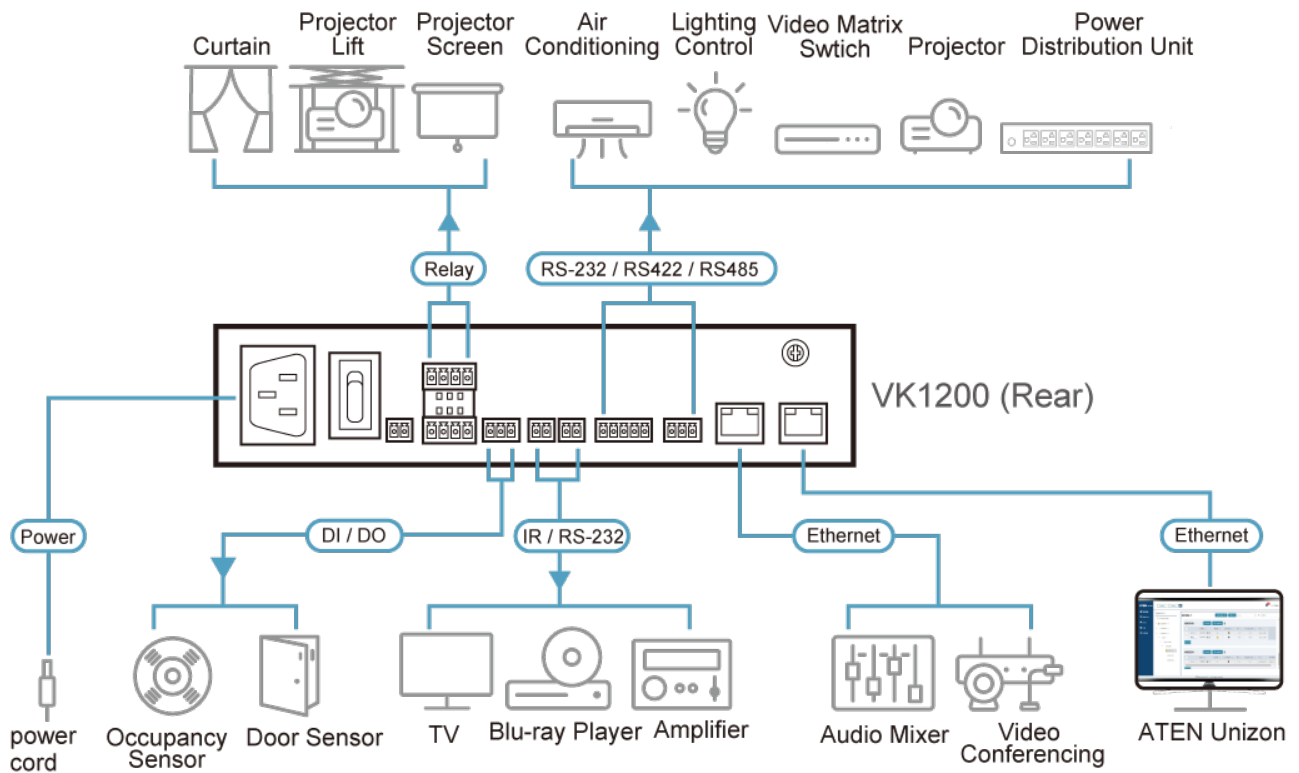 Curtain
Projector
Lift
Projector
Screen
Air
Conditioning
Lighting
Control
Video Matrix
Swtich
Projector
Power
Distribution Unit
Relay
RS-232 / RS422 / RS485
VK1200 (Rear)
Power
DI / DO
IR / RS-232
Ethernet
Ethernet
power
cord
Occupancy
Sensor
Door Sensor
TV
Blu-ray Player
Amplifier
Audio Mixer
Video
Conferencing
ATEN Unizon